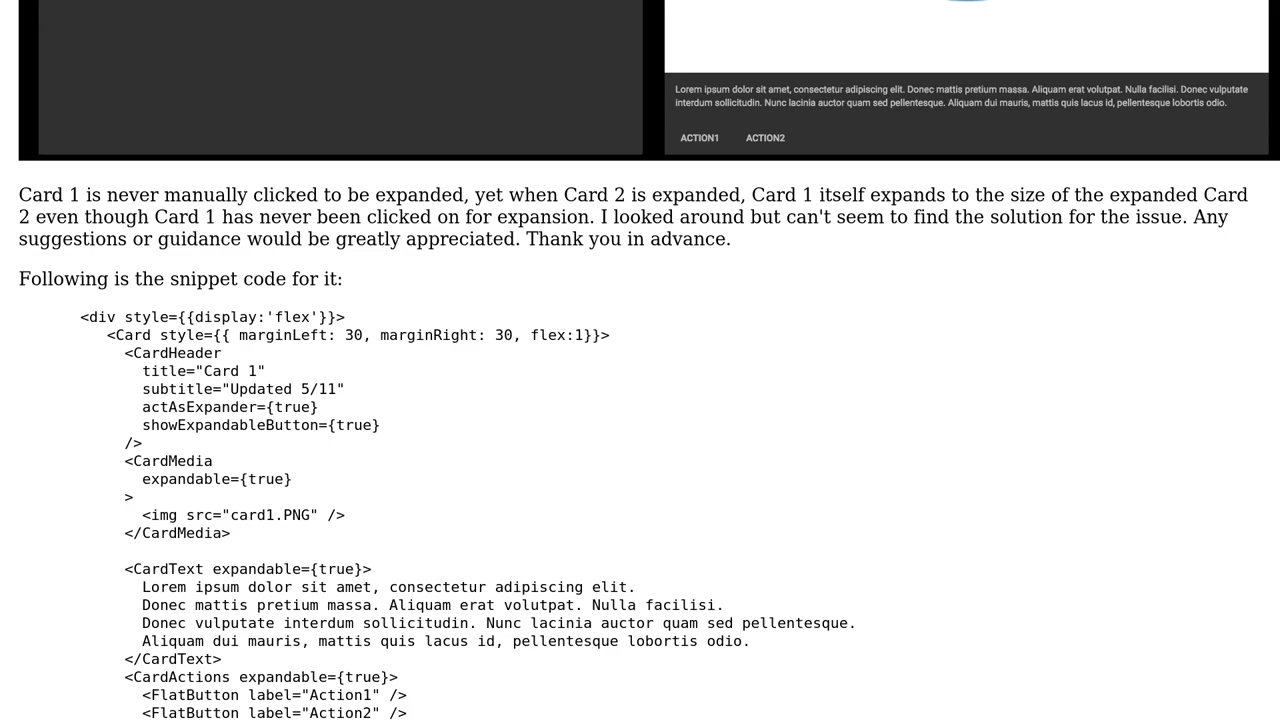 Lorem ipsum dolor sit amet, consectetur adipiscing elit. Donec mattis pretium massa. Aliquam erat volutpat. Nulla facilisi. Donec vulputate
interdum sollicitudin. Nunc lacinia auctor quam sed pellentesque. Aliquam dui mauris, mattis quis lacus id, pellentesque lobortis odio.
ACTION1 ACTION2
Card 1 is never manually clicked to be expanded, yet when Card 2 is expanded, Card 1 itself expands to the size of the expanded Card
2 even though Card 1 has never been clicked on for expansion. I looked around but can't seem to find the solution for the issue. Any
suggestions or guidance would be greatly appreciated. Thank you in advance.
Following is the snippet code for it:
<div style={{display:'flex'}}>
<Card style={{ marginLeft: 30, marginRight: 30, flex:1}}>
<CardHeader
title="Card 1"
subtitle="Updated 5/11"
actAsExpander={true}
showExpandableButton={true}
/>
<CardMedia
expandable={true}
>
<img src="card1.PNG" />
</CardMedia>
<CardText expandable={true}>
Lorem ipsum dolor sit amet, consectetur adipiscing elit.
Donec mattis pretium massa. Aliquam erat volutpat. Nulla facilisi.
Donec vulputate interdum sollicitudin. Nunc lacinia auctor quam sed pellentesque.
Aliquam dui mauris, mattis quis lacus id, pellentesque lobortis odio.
</CardText>
<CardActions expandable={true}>
<FlatButton label="Action1" />
<FlatButton label="Action2" />